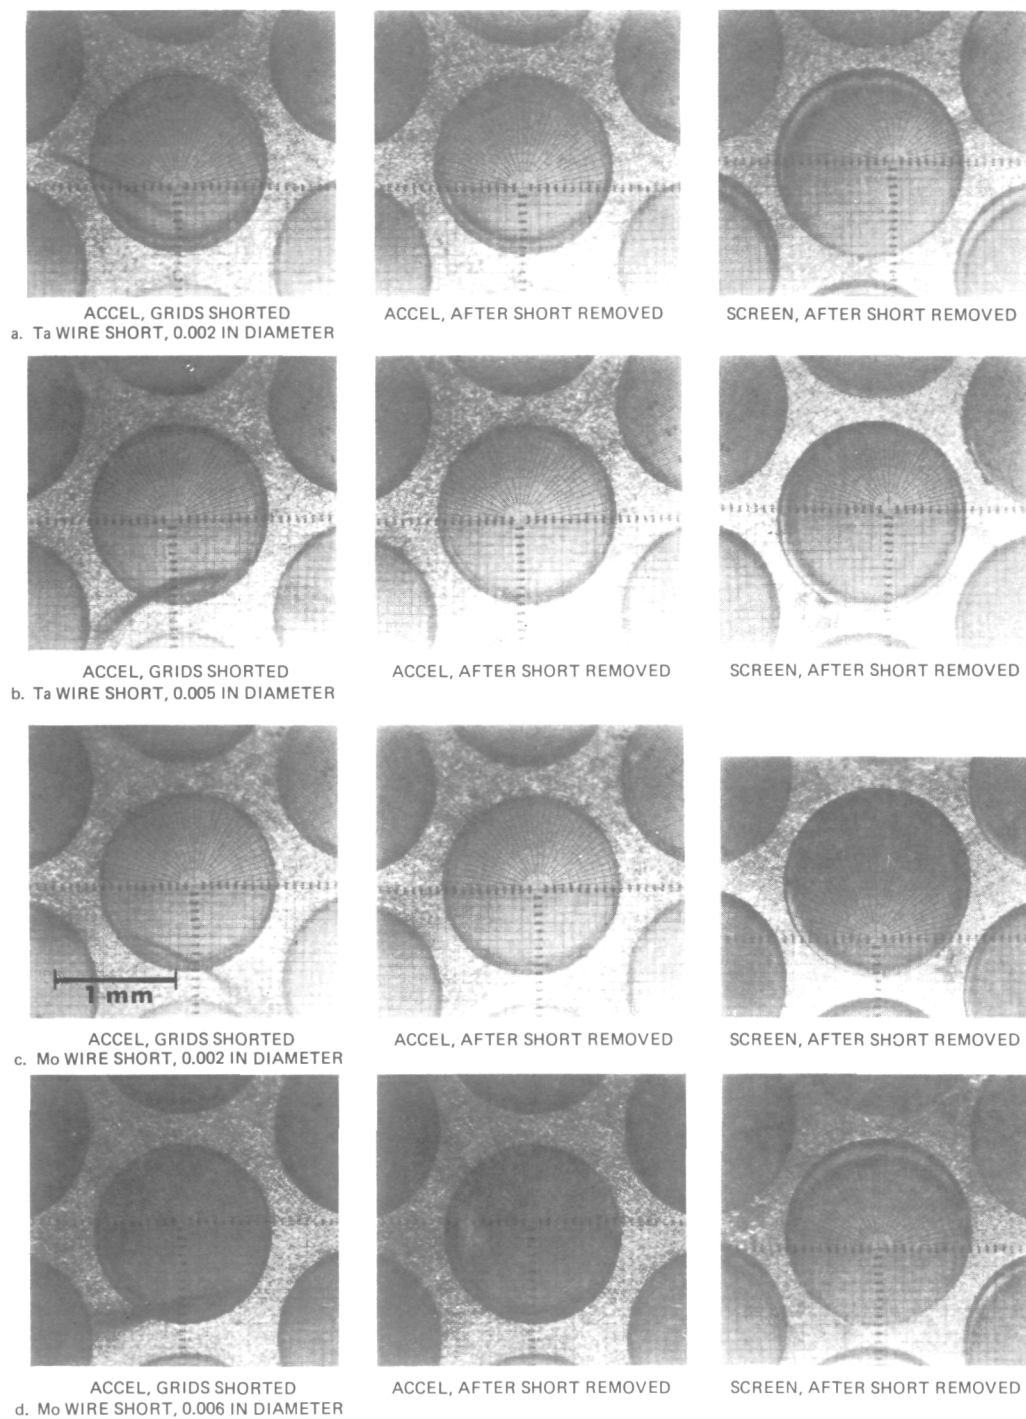 ACCEL, GRIDS SHORTED
ACCEL, AFTER SHORT REMOVED
SCREEN, AFTER SHORT REMOVED
a. Ta WIRE SHORT, 0.002 IN DIAMETER
ACCEL, GRIDS SHORTED
ACCEL, AFTER SHORT REMOVED
SCREEN, AFTER SHORT REMOVED
b. Ta WIRE SHORT, 0.005 IN DIAMETER
1 mm
ACCEL, GRIDS SHORTED
ACCEL, AFTER SHORT REMOVED
SCREEN, AFTER SHORT REMOVED
c. Mo WIRE SHORT, 0.002 IN DIAMETER
ACCEL, GRIDS SHORTED
ACCEL, AFTER SHORT REMOVED
SCREEN, AFTER SHORT REMOVED
d. Mo WIRE SHORT, 0.006 IN DIAMETER